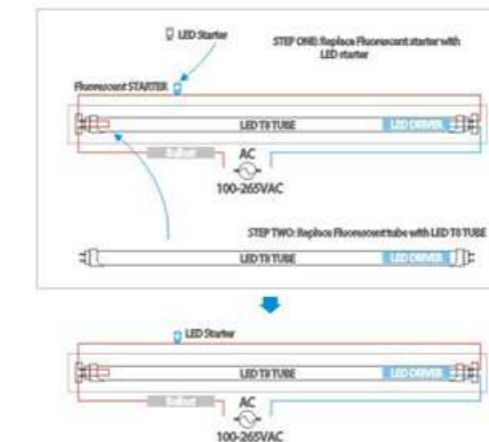 LED Starter
STEP ONE: Replace Fluorescant starter with
LED starter
Fluorescent STARTER
LED T8 TUBE
LED DRIVER
Ballast
AC
100-265VAC
STEP TWO: Replace Fluorescent tube with LED T8 TUBE
LED T8 TUBE
LED DRIVER
LED Starter
LED T8 TUBE
LED DRIVER
Ballast
AC
100-265VAC